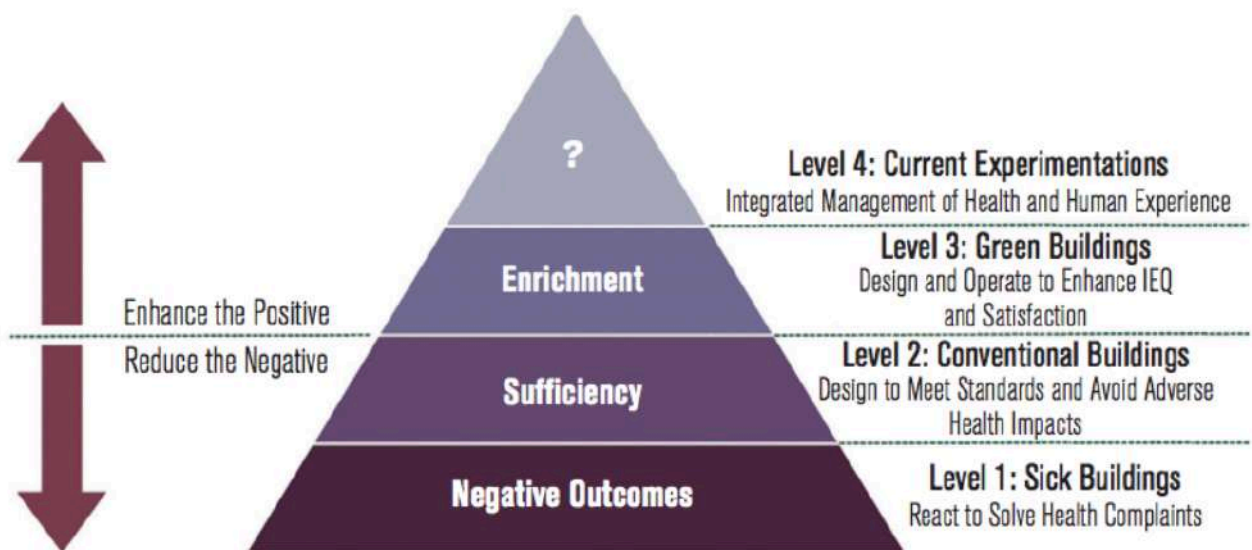 ?
Level 4: Current Experimentations
Integrated Management of Health and Human Experience
Enrichment
Level 3: Green Buildings
Design and Operate to Enhance IEQ
and Satisfaction
Enhance the Positive
Reduce the Negative
Sufficiency
Level 2: Conventional Buildings
Design to Meet Standards and Avoid Adverse
Health Impacts
Negative Outcomes
Level 1: Sick Buildings
React to Solve Health Complaints